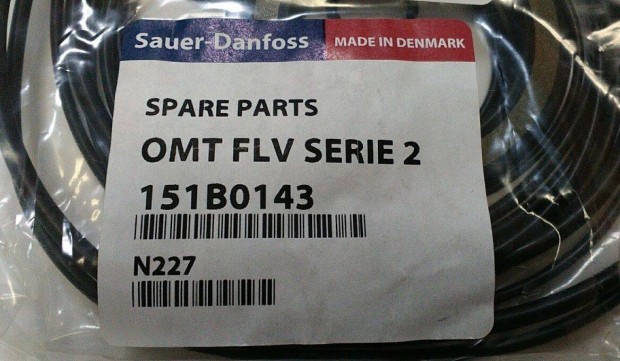 Sauer-Danfoss MADE IN DENMARK
SPARE PARTS
OMT FLV SERIE 2
151B0143
N227